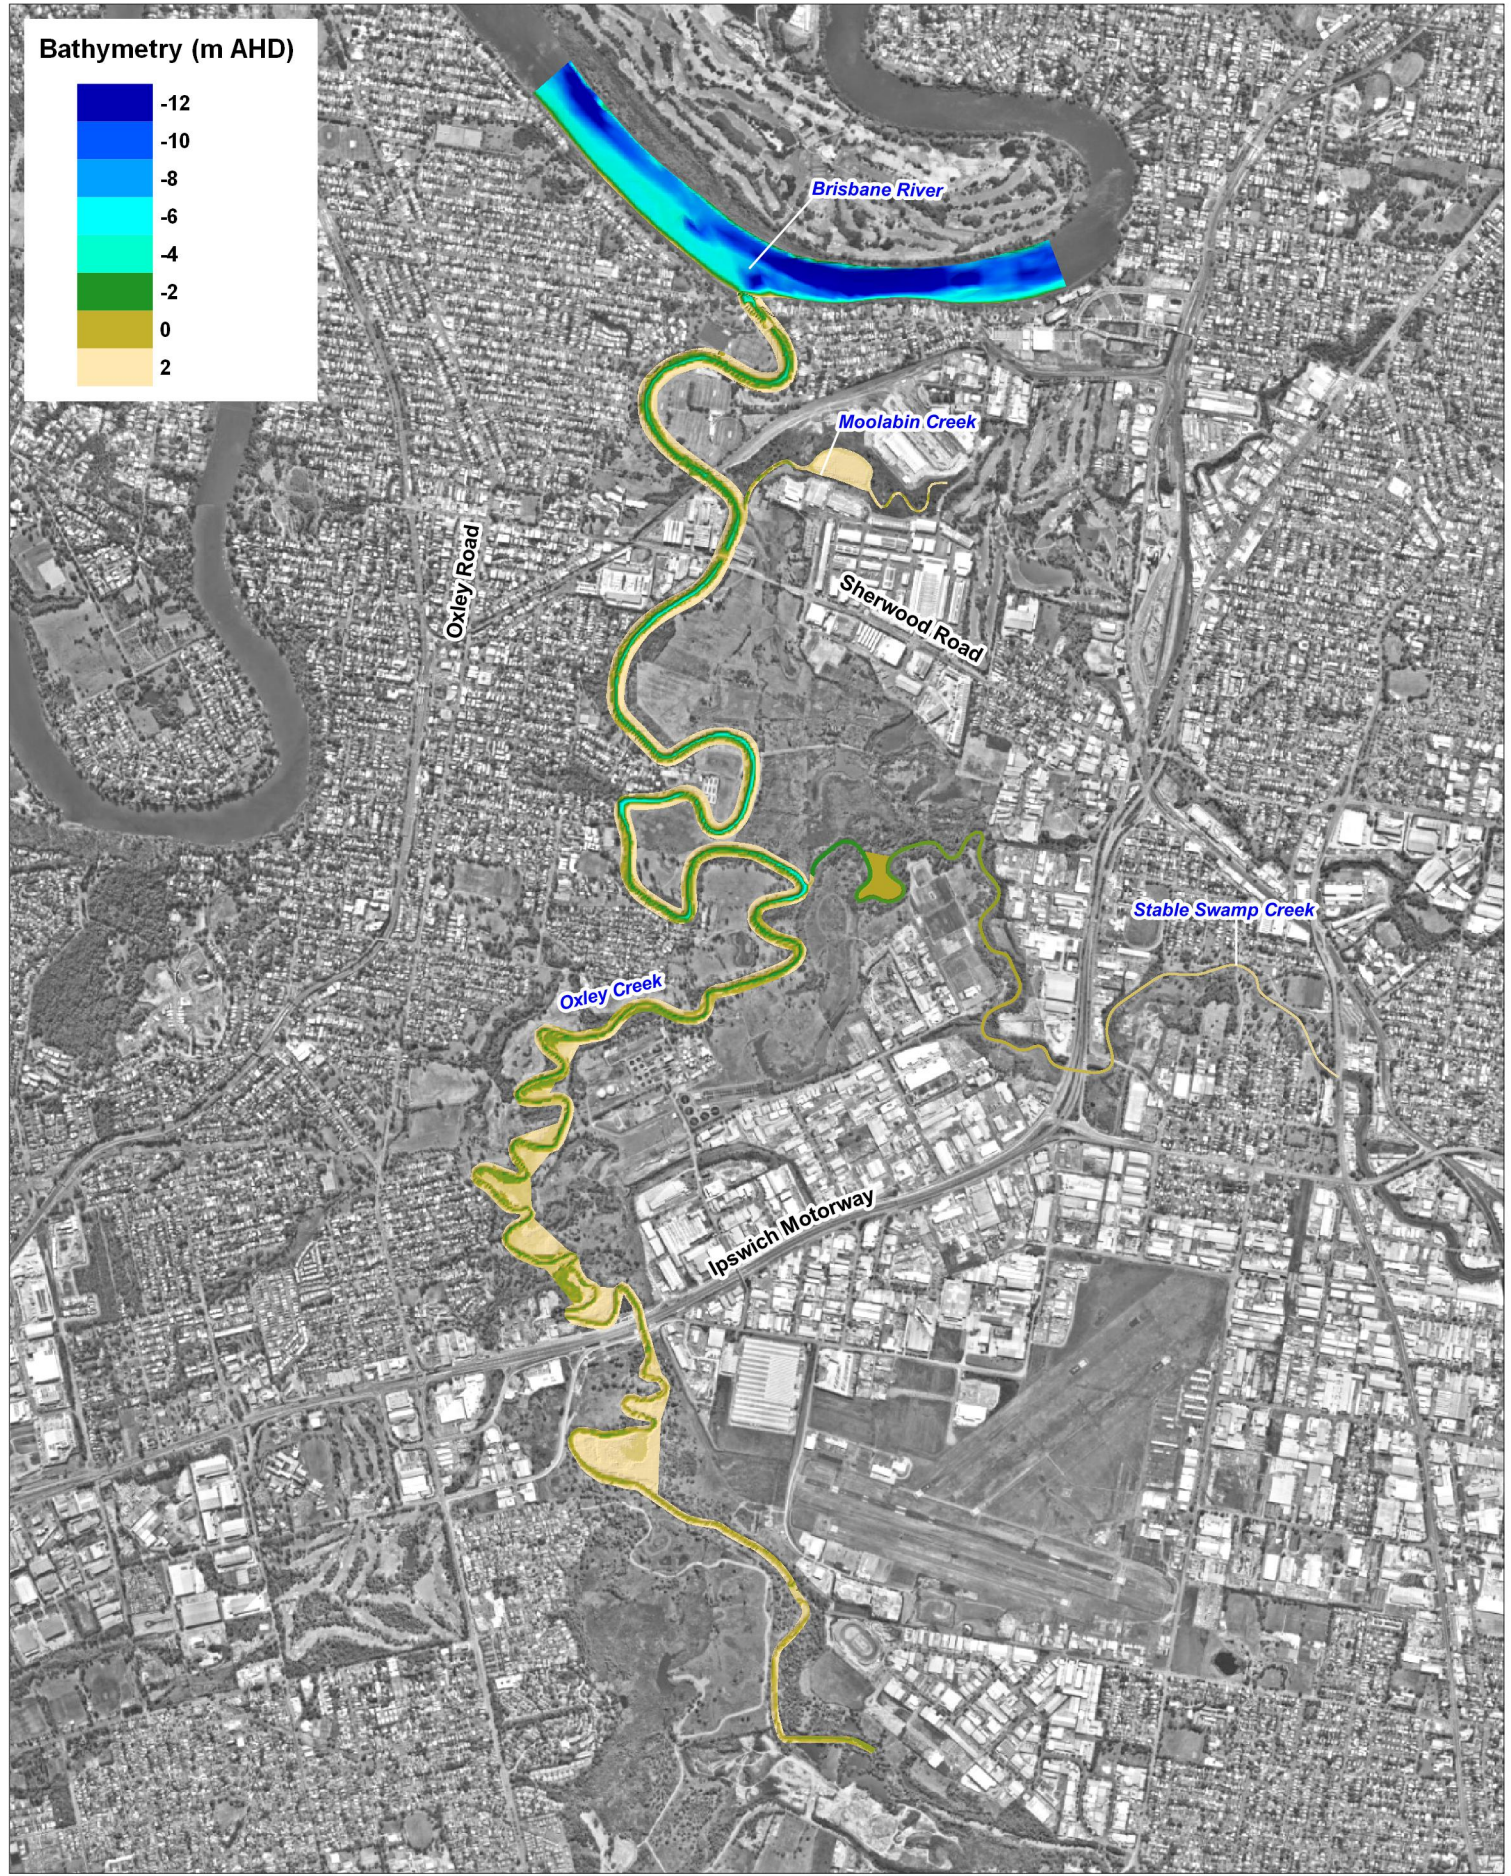 Bathymetry (m AHD)
-12
-10
-8
-6
-4
-2
0
2
Brisbane River
Moolabin Creek
Oxley Road
Sherwood Road
Stable Swamp Creek
Oxley Creek
Ipswich Motorway